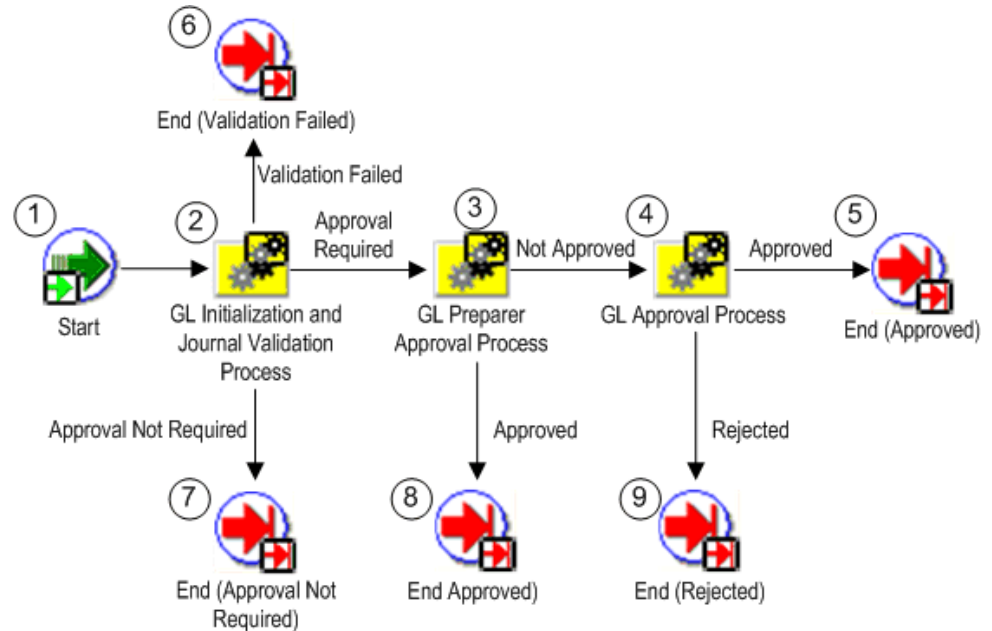 6
End (Validation Failed)
Validation Failed
1
Start
2
GL Initialization and
Journal Validation
Process
Approval
Required
3
GL Preparer
Approval Process
Not Approved
4
GL Approval Process
Approved
5
End (Approved)
Approval Not Required
Approved
Rejected
7
End (Approval Not
Required)
8
End Approved)
9
End (Rejected)